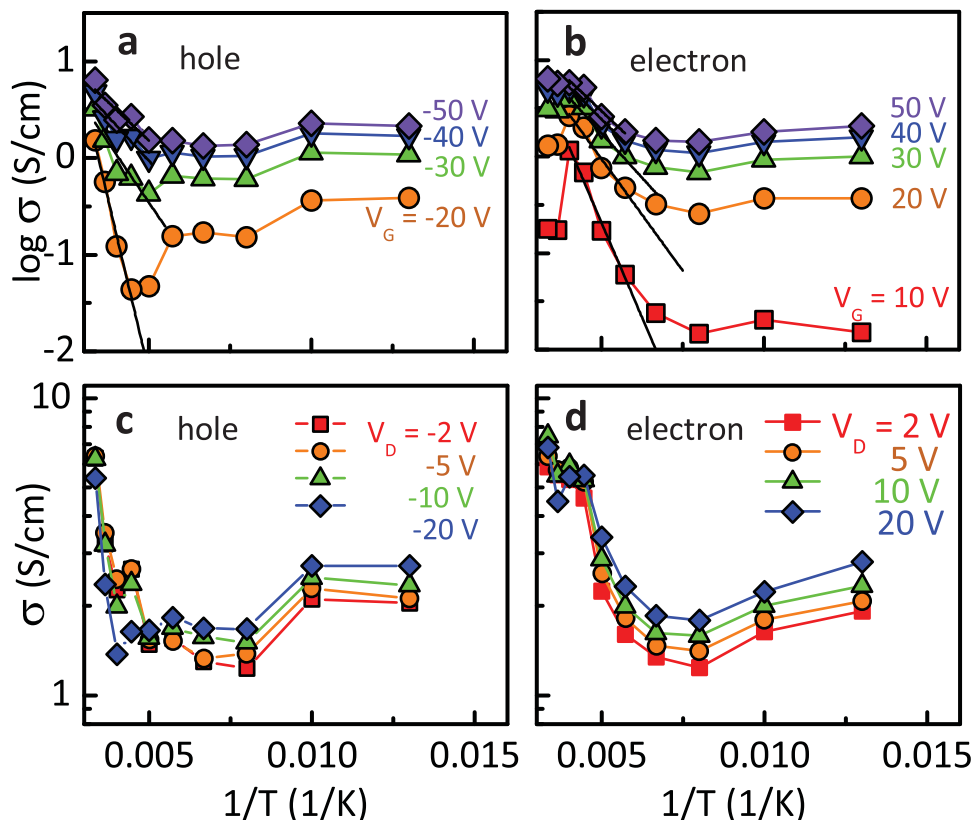 a
hole
-50 V
-40 V
-30 V
V_G = -20 V
log σ (S/cm)
1
0
-1
-2
b
electron
50 V
40 V
30 V
20 V
V_G = 10 V
c
hole
V_D = -2 V
-5 V
-10 V
-20 V
σ (S/cm)
10
1
0.005
0.010
0.015
1/T (1/K)
d
electron
V_D = 2 V
5 V
10 V
20 V
0.005
0.010
0.015
1/T (1/K)